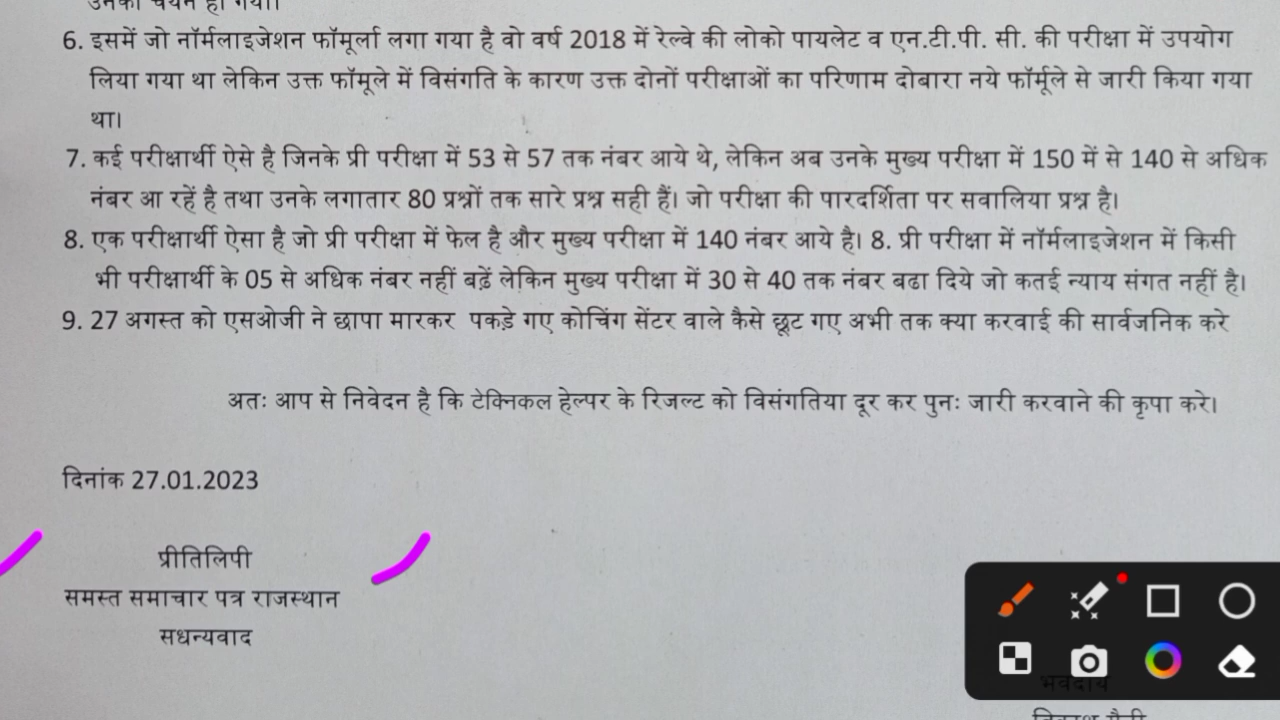 6. इसमें जो नॉर्मलाइजेशन फॉमूर्ला लगा गया है वो वर्ष 2018 में रेल्वे की लोको पायलेट व एन.टी.पी. सी. की परीक्षा में उपयोग
लिया गया था लेकिन उक्त फॉमूले में विसंगति के कारण उक्त दोनों परीक्षाओं का परिणाम दोबारा नये फॉर्मूले से जारी किया गया
था।
7. कई परीक्षार्थी ऐसे है जिनके प्री परीक्षा में 53 से 57 तक नंबर आये थे, लेकिन अब उनके मुख्य परीक्षा में 150 में से 140 से अधिक
नंबर आ रहें है तथा उनके लगातार 80 प्रश्नों तक सारे प्रश्न सही हैं। जो परीक्षा की पारदर्शिता पर सवालिया प्रश्न है।
8. एक परीक्षार्थी ऐसा है जो प्री परीक्षा में फेल है और मुख्य परीक्षा में 140 नंबर आये है। 8. प्री परीक्षा में नॉर्मलाइजेशन में किसी
भी परीक्षार्थी के 05 से अधिक नंबर नहीं बढ़ें लेकिन मुख्य परीक्षा में 30 से 40 तक नंबर बढा दिये जो कतई न्याय संगत नहीं है।
9. 27 अगस्त को एसओजी ने छापा मारकर पकड़े गए कोचिंग सेंटर वाले कैसे छूट गए अभी तक क्या करवाई की सार्वजनिक करे
अतः आप से निवेदन है कि टेक्निकल हेल्पर के रिजल्ट को विसंगतिया दूर कर पुनः जारी करवाने की कृपा करे।
दिनांक 27.01.2023
प्रीतिलिपी
समस्त समाचार पत्र राजस्थान
सधन्यवाद
भवदीय